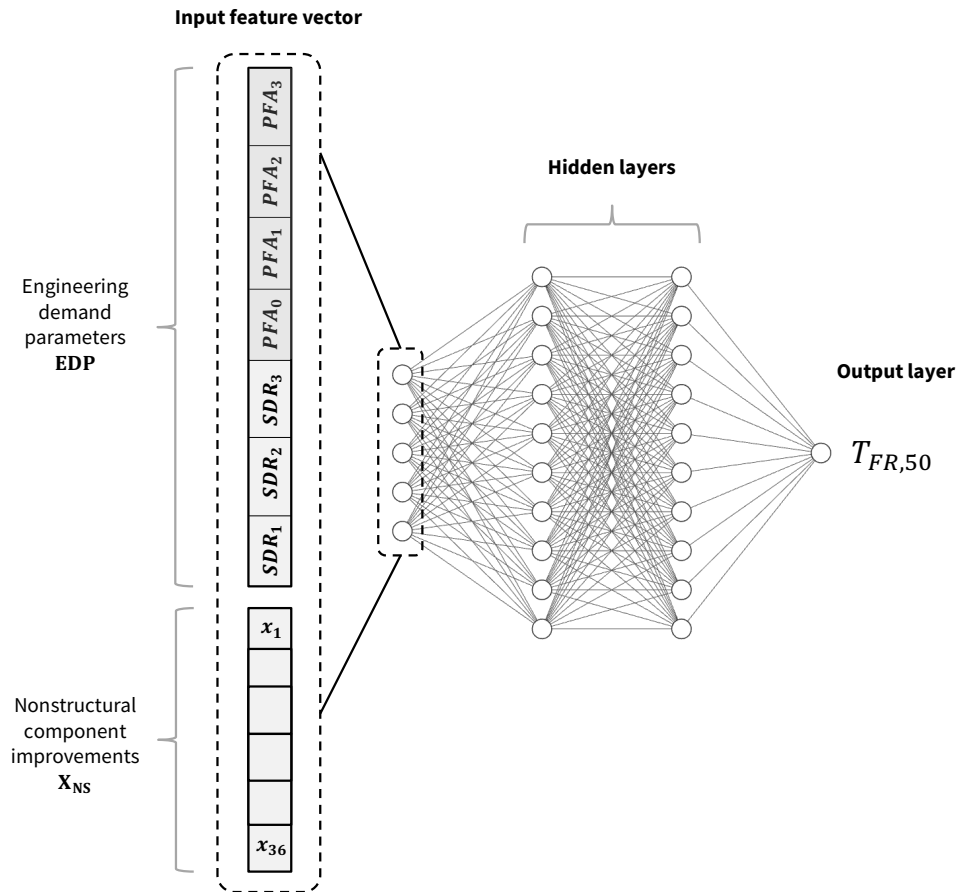 Input feature vector
PFA₃
PFA₂
PFA₁
PFA₀
SDR₃
SDR₂
SDR₁
x₁
x₃₆
Engineering
demand
parameters
EDP
Nonstructural
component
improvements
X_NS
Hidden layers
Output layer
T_FR,50